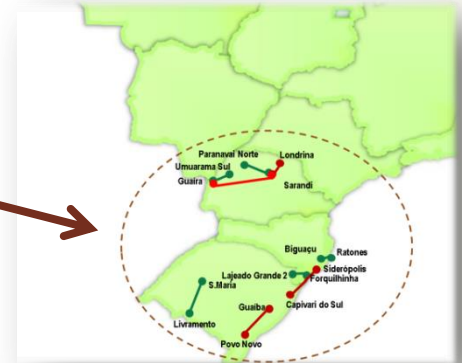 Paranavaí Norte
Londrina
Umuarama Sul
Guaíra
Sarandi
Biguaçu
Ratones
Siderópolis
Lajeado Grande 2
Forquilhinha
S.Maria
Capivari do Sul
Guaíba
Livramento
Povo Novo